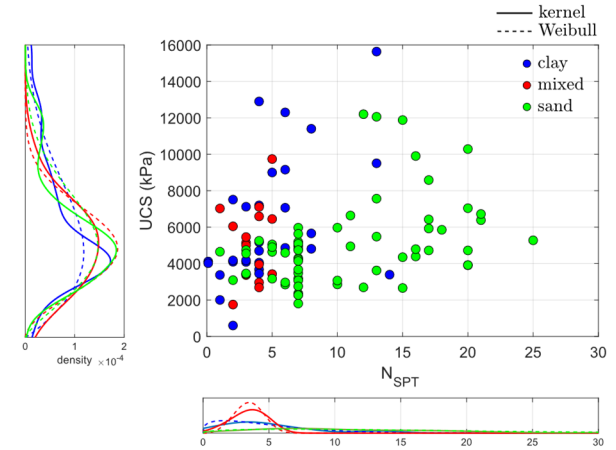 kernel
Weibull
16000
14000
12000
10000
8000
6000
4000
2000
0
UCS (kPa)
clay
mixed
sand
0 1 2
density ×10⁻⁴
0 5 10 15 20 25 30
N_SPT
0 5 10 15 20 25 30